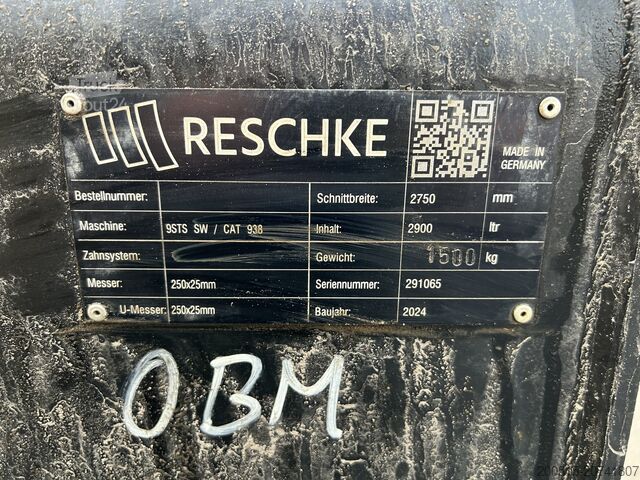 RESCHKE
MADE IN
GERMANY
Bestellnummer: Schnittbreite: 2750 mm
Maschine: 9STS SW / CAT 938 Inhalt: 2900 ltr
Zahnsystem: Gewicht: 1500 kg
Messer: 250x25mm Seriennummer: 291065
U-Messer: 250x25mm Baujahr: 2024
OBM